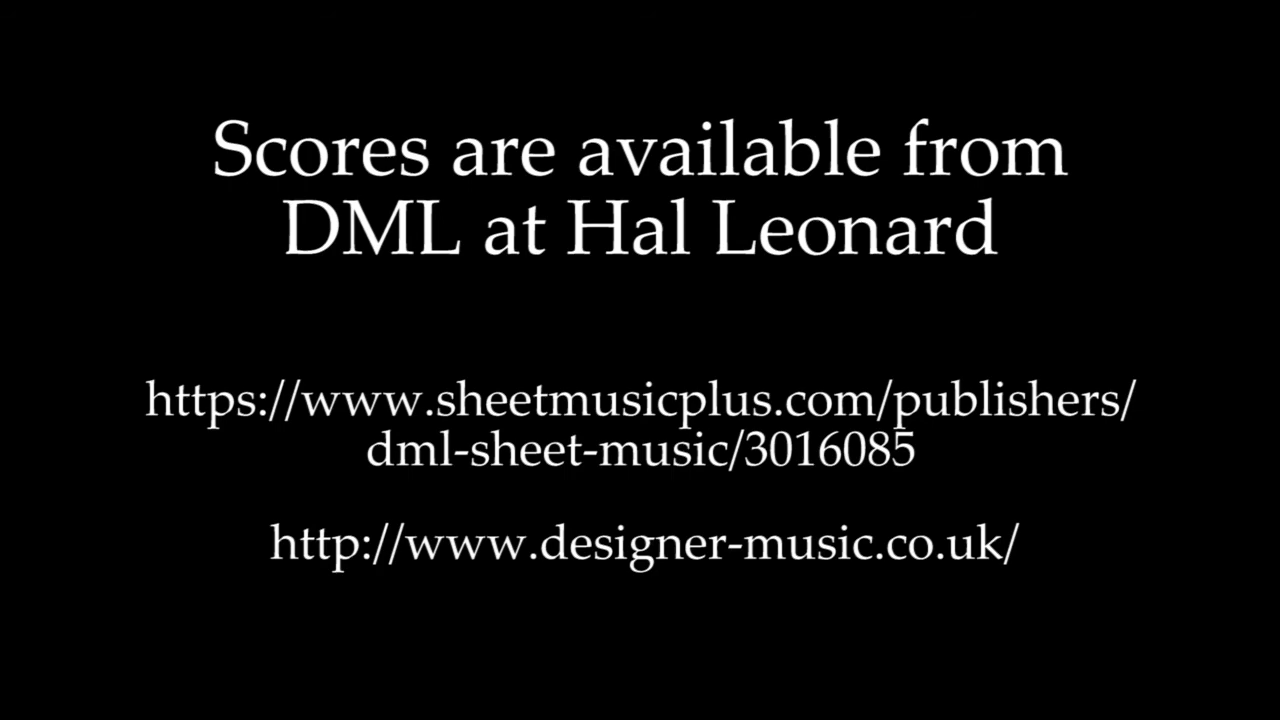 Scores are available from
DML at Hal Leonard
https://www.sheetmusicplus.com/publishers/
dml-sheet-music/3016085
http://www.designer-music.co.uk/